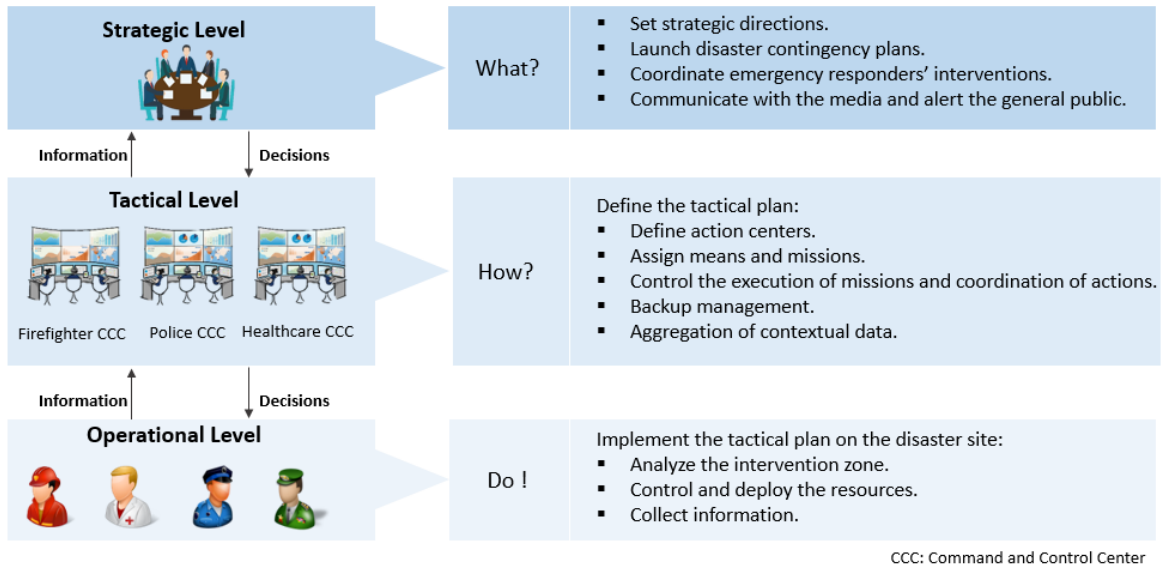 Strategic Level
What?
▪ Set strategic directions.
▪ Launch disaster contingency plans.
▪ Coordinate emergency responders’ interventions.
▪ Communicate with the media and alert the general public.
Information
Decisions
Tactical Level
Firefighter CCC
Police CCC
Healthcare CCC
How?
Define the tactical plan:
▪ Define action centers.
▪ Assign means and missions.
▪ Control the execution of missions and coordination of actions.
▪ Backup management.
▪ Aggregation of contextual data.
Information
Decisions
Operational Level
Do !
Implement the tactical plan on the disaster site:
▪ Analyze the intervention zone.
▪ Control and deploy the resources.
▪ Collect information.
CCC: Command and Control Center